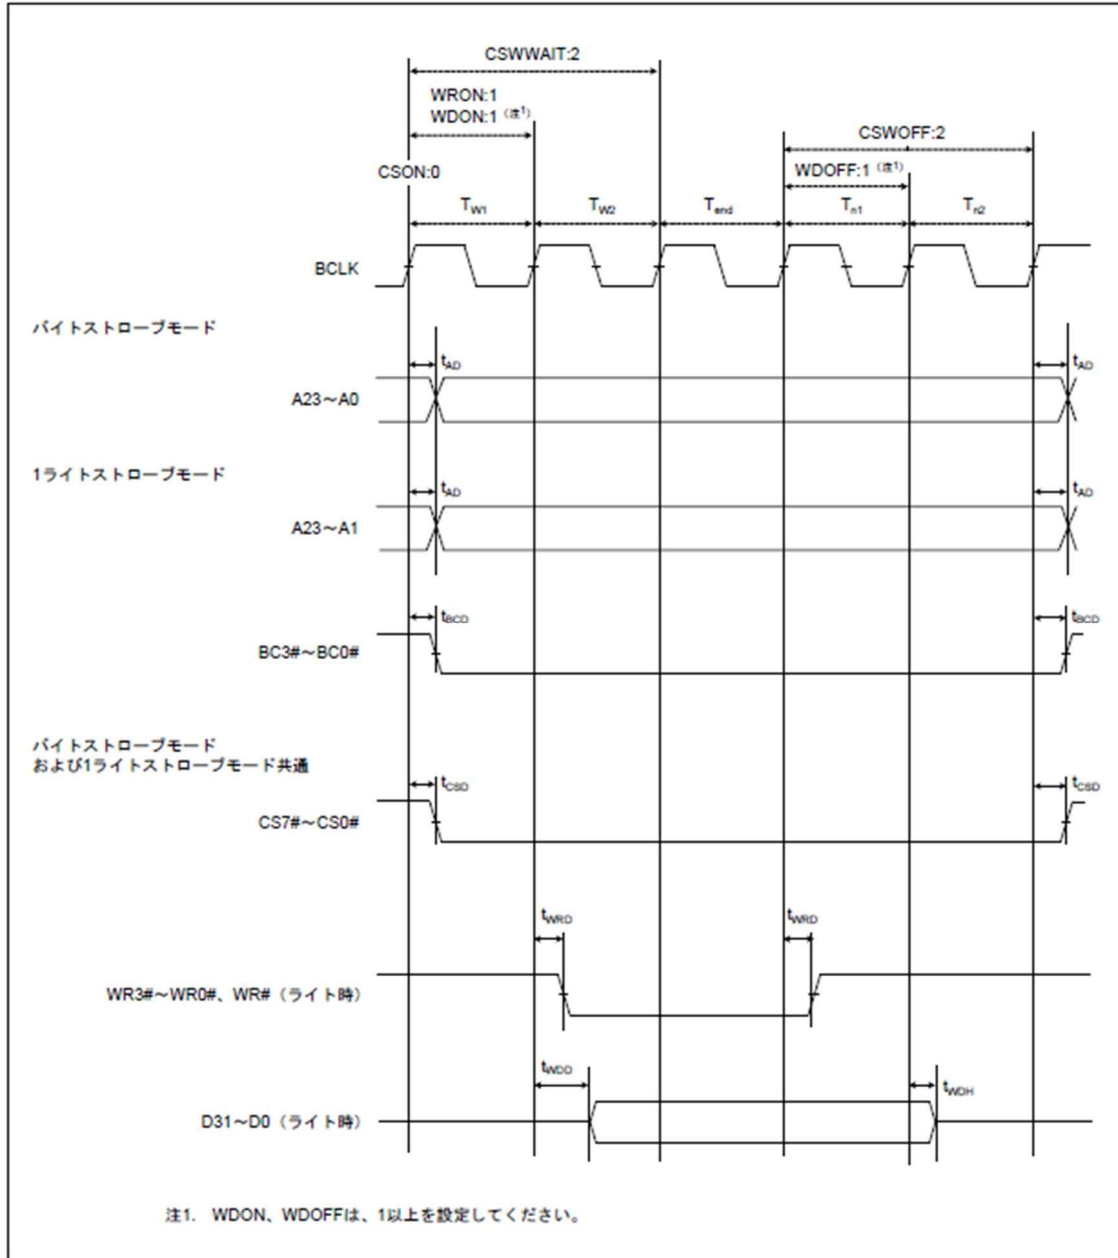 CSWWAIT:2
WRON:1
WDON:1 (注1)
CSWOFF:2
CSON:0
WDOFF:1 (注1)
TW1
TW2
Tend
Tn1
Tn2
BCLK
バイトストローブモード
tAD
tAD
A23～A0
1ライトストローブモード
tAD
tAD
A23～A1
tBCD
tBCD
BC3#～BC0#
バイトストローブモード
および1ライトストローブモード共通
tCSD
tCSD
CS7#～CS0#
tWRD
tWRD
WR3#～WR0#、WR#（ライト時）
tWDD
tWDH
D31～D0（ライト時）
注1. WDON、WDOFFは、1以上を設定してください。